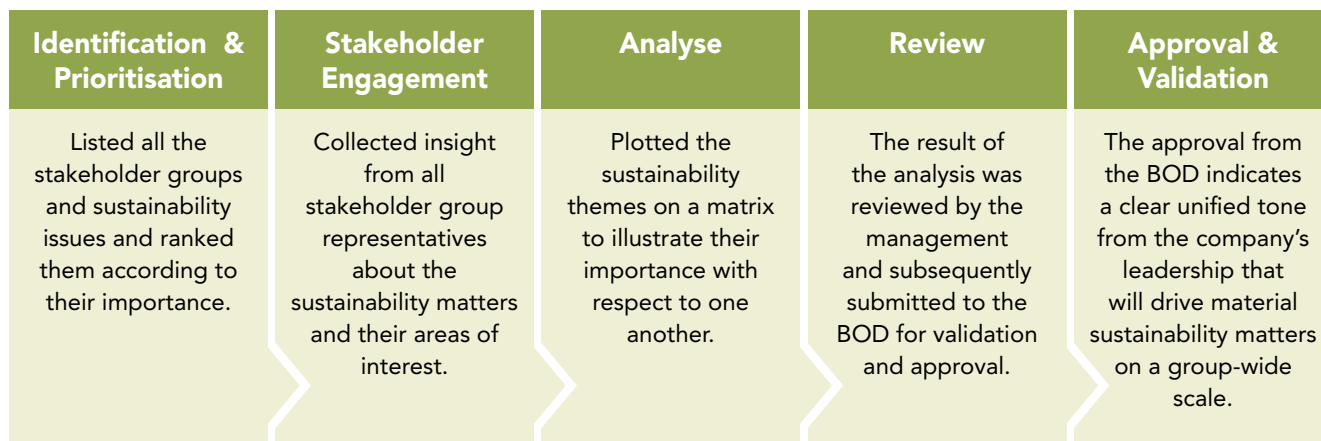 Identification & Prioritisation
Listed all the
stakeholder groups
and sustainability
issues and ranked
them according to
their importance.
Stakeholder
Engagement
Collected insight
from all
stakeholder group
representatives
about the
sustainability matters
and their areas of
interest.
Analyse
Plotted the
sustainability
themes on a matrix
to illustrate their
importance with
respect to one
another.
Review
The result of
the analysis was
reviewed by the
management
and subsequently
submitted to the
BOD for validation
and approval.
Approval &
Validation
The approval from
the BOD indicates
a clear unified tone
from the company’s
leadership that
will drive material
sustainability matters
on a group-wide
scale.